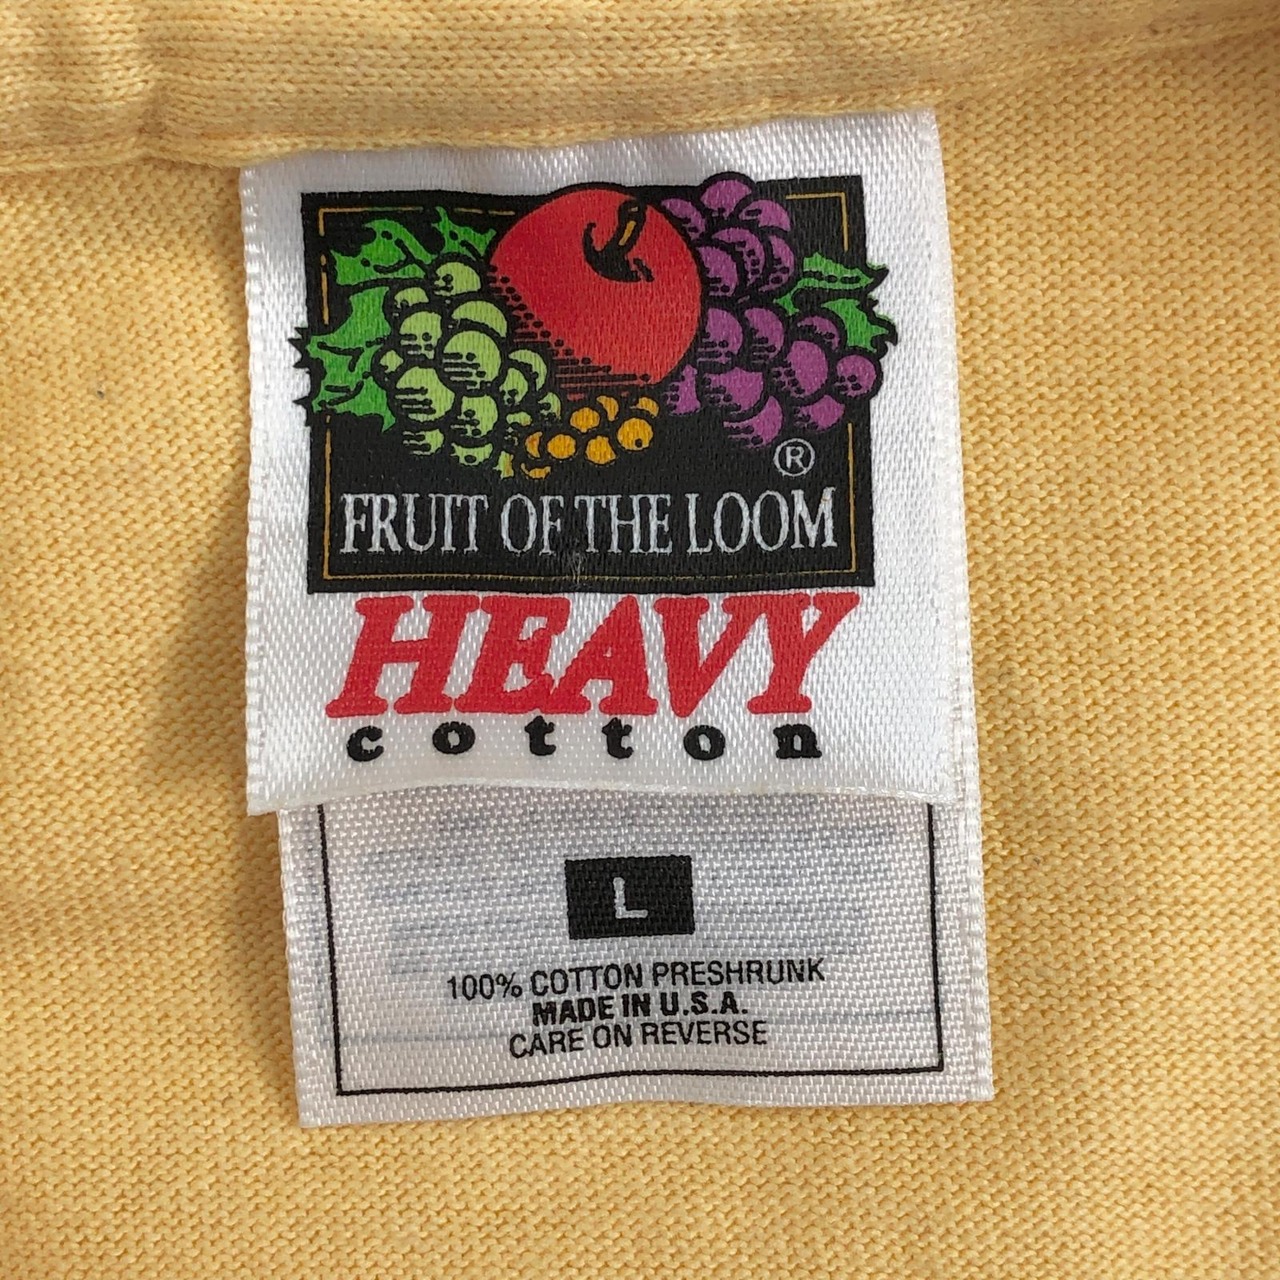 ®
FRUIT OF THE LOOM
HEAVY
cotton
L
100% COTTON PRESHRUNK
MADE IN U.S.A.
CARE ON REVERSE